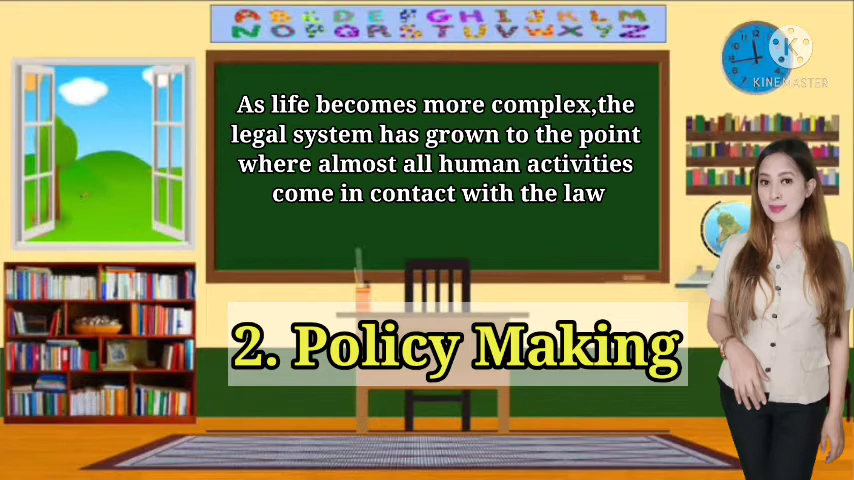 ABCDEFGHIJKLM
NOPQRSTUVWXYZ
K
KINEMASTER
As life becomes more complex,the
legal system has grown to the point
where almost all human activities
come in contact with the law
2. Policy Making